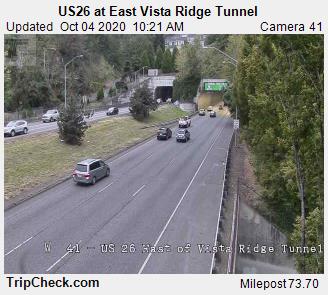 US26 at East Vista Ridge Tunnel
Updated Oct 04 2020 10:21 AM Camera 41
W 41 - US 26 East of Vista Ridge Tunnel
TripCheck.com Milepost 73.70